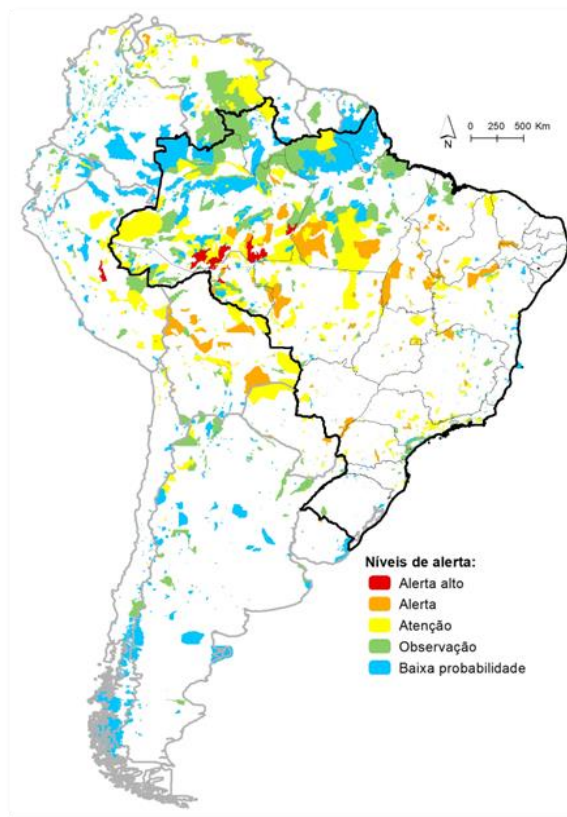 0 250 500 Km
N
Níveis de alerta:
Alerta alto
Alerta
Atenção
Observação
Baixa probabilidade